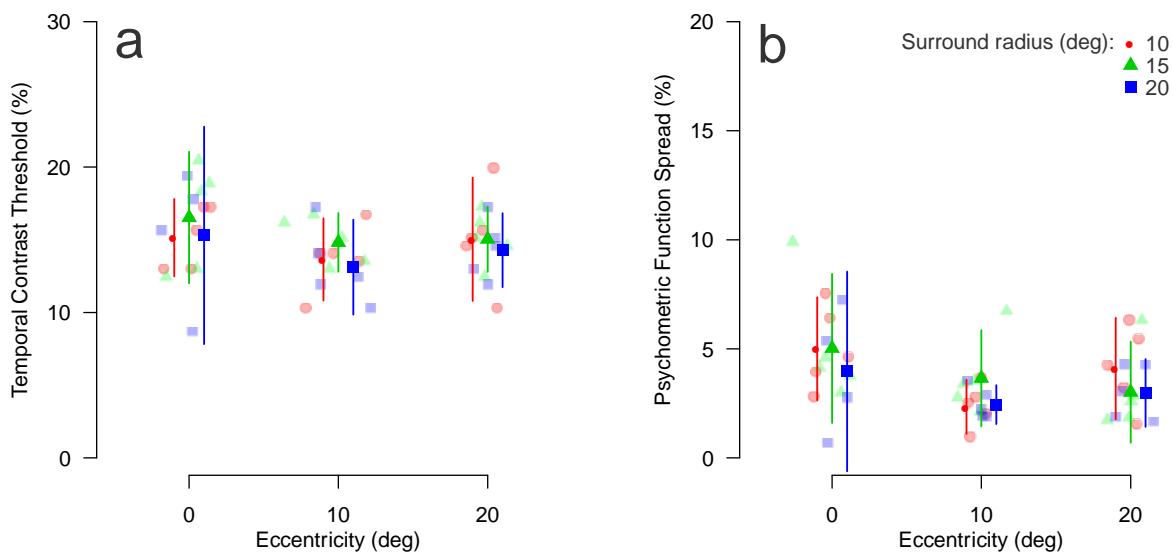 a
Temporal Contrast Threshold (%)
30
20
10
0
0 10 20
Eccentricity (deg)
b
Surround radius (deg): 10
15
20
Psychometric Function Spread (%)
20
15
10
5
0
0 10 20
Eccentricity (deg)